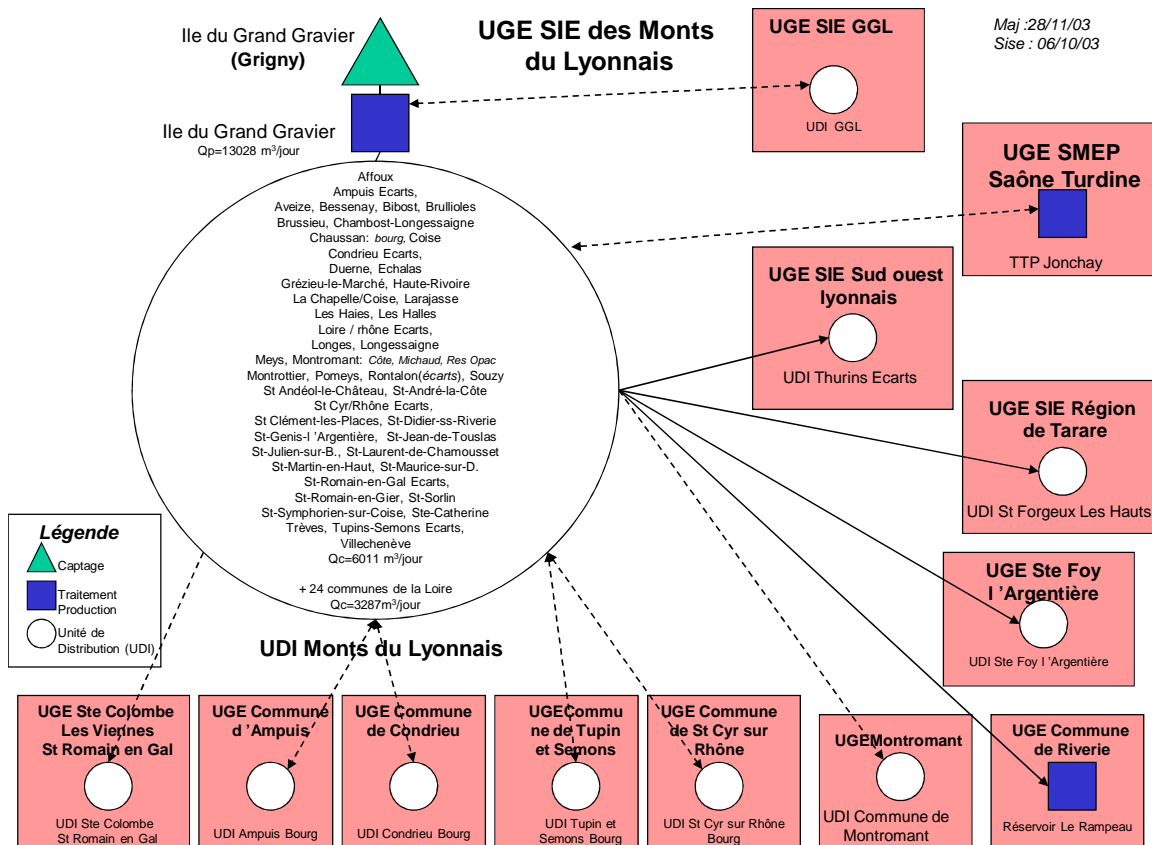 Ile du Grand Gravier
(Grigny)
UGE SIE des Monts
du Lyonnais
UGE SIE GGL
UDI GGL
Maj :28/11/03
Sise : 06/10/03
Ile du Grand Gravier
Qp=13028 m³/jour
UGE SMEP
Saône Turdine
TTP Jonchay
Affoux
Ampuis Ecarts,
Aveize, Bessenay, Bibost, Brullioles
Brussieu, Chambost-Longessaigne
Chaussan: bourg, Coise
Condrieu Ecarts,
Duerne, Echalas
Grézieu-le-Marché, Haute-Rivoire
La Chapelle/Coise, Larajasse
Les Haies, Les Halles
Loire / rhône Ecarts,
Longes, Longessaigne
Meys, Montromant: Côte, Michaud, Res Opac
Montrottier, Pomeys, Rontalon(écarts), Souzy
St Andéol-le-Château, St-André-la-Côte
St Cyr/Rhône Ecarts,
St Clément-les-Places, St-Didier-ss-Riverie
St-Genis-l 'Argentière, St-Jean-de-Touslas
St-Julien-sur-B., St-Laurent-de-Chamousset
St-Martin-en-Haut, St-Maurice-sur-D.
St-Romain-en-Gal Ecarts,
St-Romain-en-Gier, St-Sorlin
St-Symphorien-sur-Coise, Ste-Catherine
Trèves, Tupins-Semons Ecarts,
Villechenève
Qc=6011 m³/jour
+ 24 communes de la Loire
Qc=3287m³/jour
UDI Monts du Lyonnais
UGE SIE Sud ouest
lyonnais
UDI Thurins Ecarts
UGE SIE Région
de Tarare
UDI St Forgeux Les Hauts
UGE Ste Foy
l 'Argentière
UDI Ste Foy l 'Argentière
Légende
Captage
Traitement
Production
Unité de
Distribution (UDI)
UGE Ste Colombe
Les Viennes
St Romain en Gal
UDI Ste Colombe
St Romain en Gal
UGE Commune
d 'Ampuis
UDI Ampuis Bourg
UGE Commune
de Condrieu
UDI Condrieu Bourg
UGECommu
ne de Tupin
et Semons
UDI Tupin et
Semons Bourg
UGE Commune
de St Cyr sur
Rhône
UDI St Cyr sur Rhône
Bourg
UGEMontromant
UDI Commune de
Montromant
UGE Commune
de Riverie
Réservoir Le Rampeau